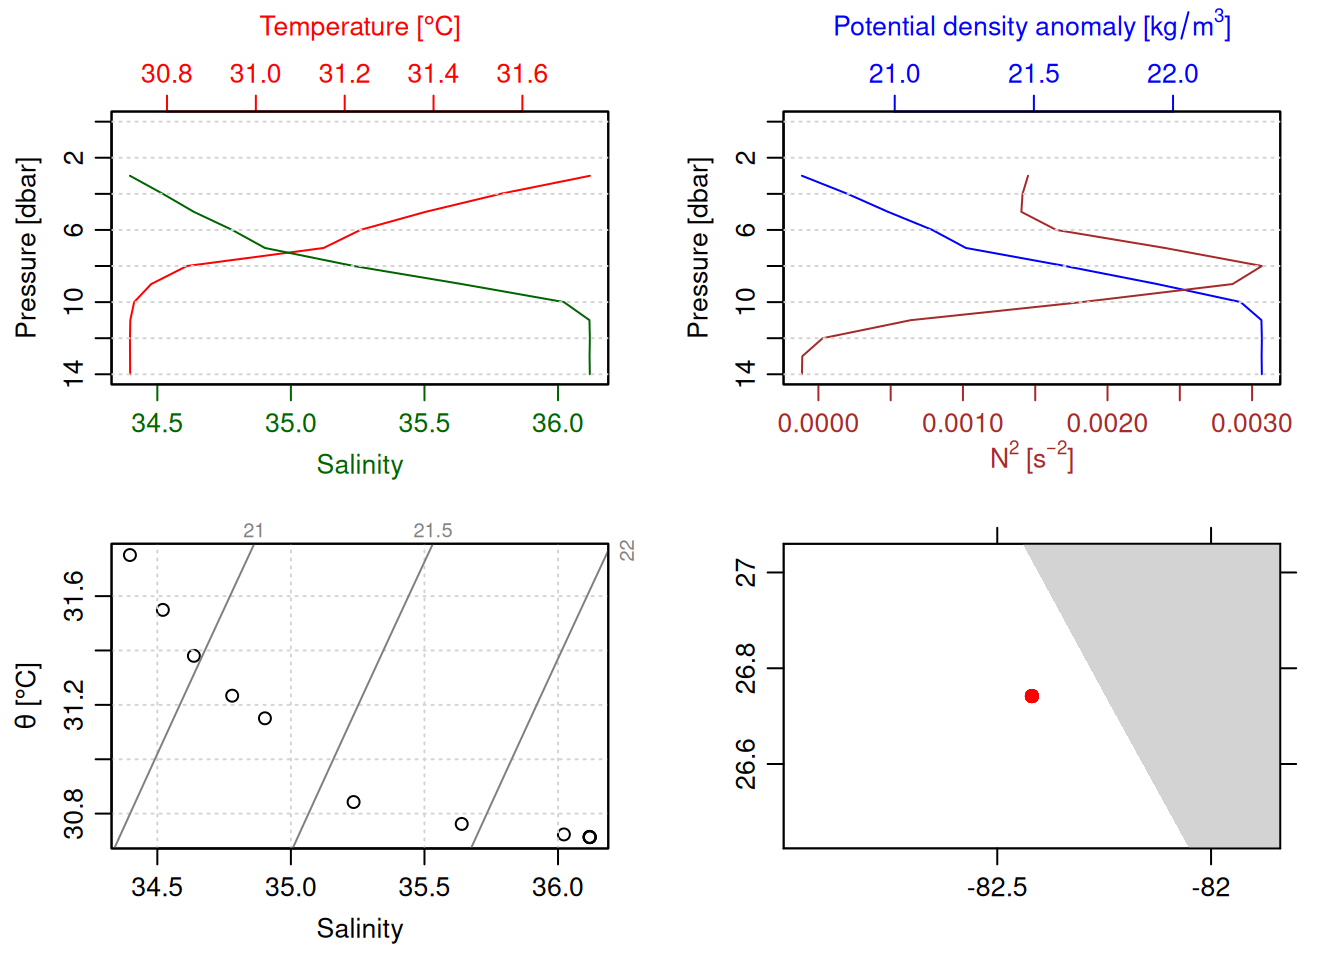 Temperature [°C]
30.8 31.0 31.2 31.4 31.6
Pressure [dbar]
2
6
10
14
34.5 35.0 35.5 36.0
Salinity
Potential density anomaly [kg/m³]
21.0 21.5 22.0
Pressure [dbar]
2
6
10
14
0.0000 0.0010 0.0020 0.0030
N² [s⁻²]
21 21.5 22
θ [°C]
31.6
31.2
30.8
34.5 35.0 35.5 36.0
Salinity
27
26.8
26.6
-82.5 -82